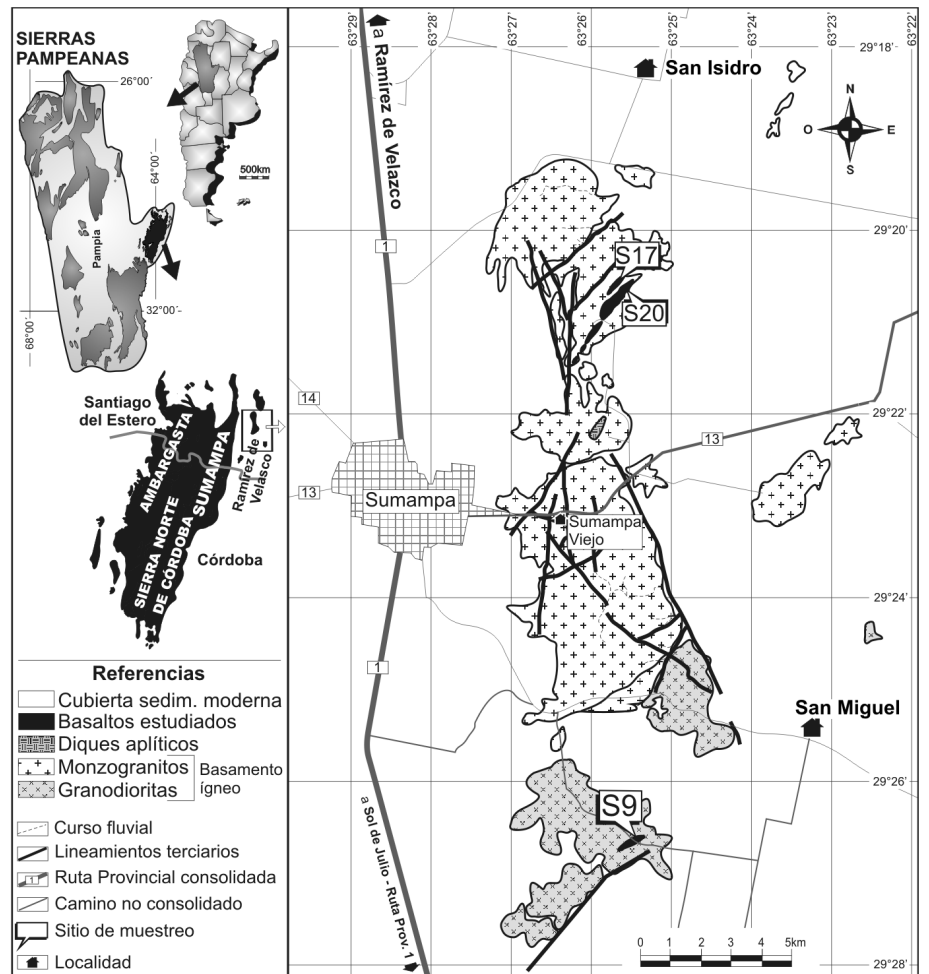 SIERRAS
PAMPEANAS
26°00´
64°00´
500km
Pampia
68°00´
32°00´
Santiago
del Estero
AMBARGASTA
SUMAMPA
SIERRA NORTE
DE CÓRDOBA
Ramírez de
Velásco
Córdoba
Referencias
Cubierta sedim. moderna
Basaltos estudiados
Diques aplíticos
Monzogranitos
Granodioritas
Basamento
ígneo
Curso fluvial
Lineamientos terciarios
1
Ruta Provincial consolidada
Camino no consolidado
Sitio de muestreo
Localidad
63°29´
63°28´
63°27´
63°26´
63°25´
63°24´
63°23´
63°22´
a Ramírez de Velazco
San Isidro
N
O
E
S
29°18'
29°20'
29°22'
29°24'
29°26'
29°28'
1
S17
S20
14
13
13
Sumampa
Sumampa
Viejo
1
San Miguel
S9
a Sol de Julio - Ruta Prov. 1
0 1 2 3 4 5km